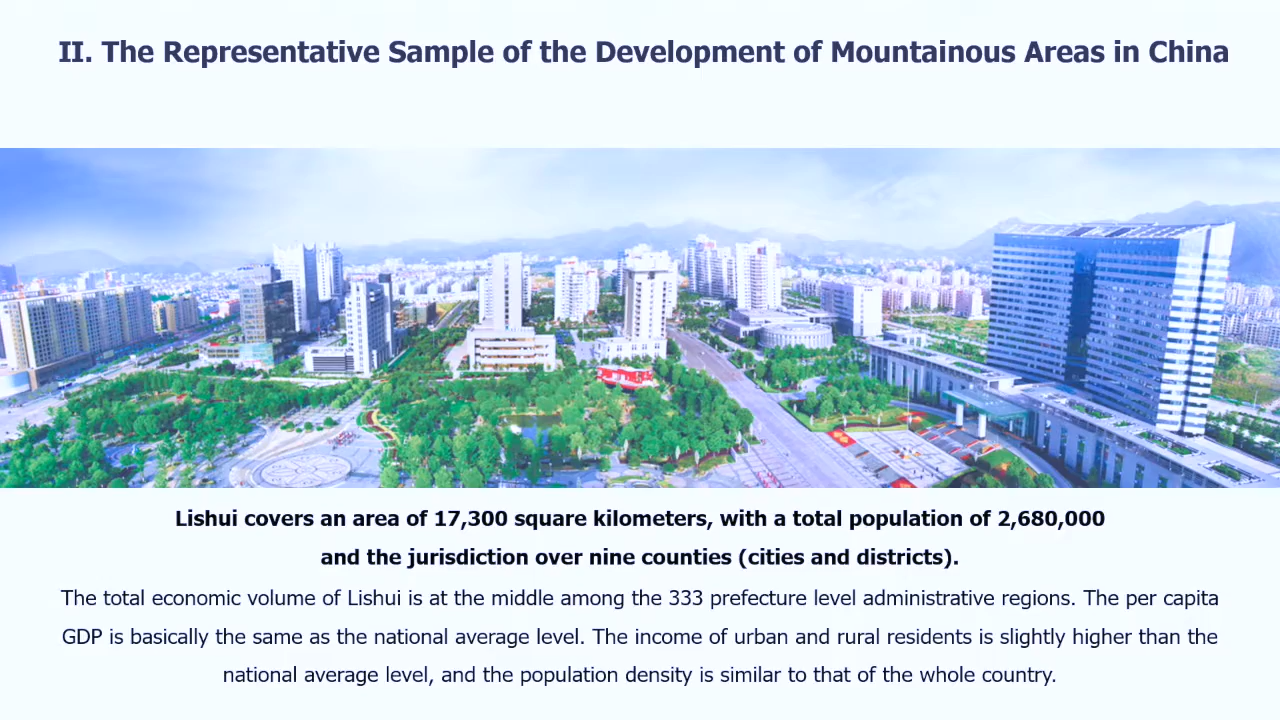 II. The Representative Sample of the Development of Mountainous Areas in China
Lishui covers an area of 17,300 square kilometers, with a total population of 2,680,000
and the jurisdiction over nine counties (cities and districts).
The total economic volume of Lishui is at the middle among the 333 prefecture level administrative regions. The per capita
GDP is basically the same as the national average level. The income of urban and rural residents is slightly higher than the
national average level, and the population density is similar to that of the whole country.